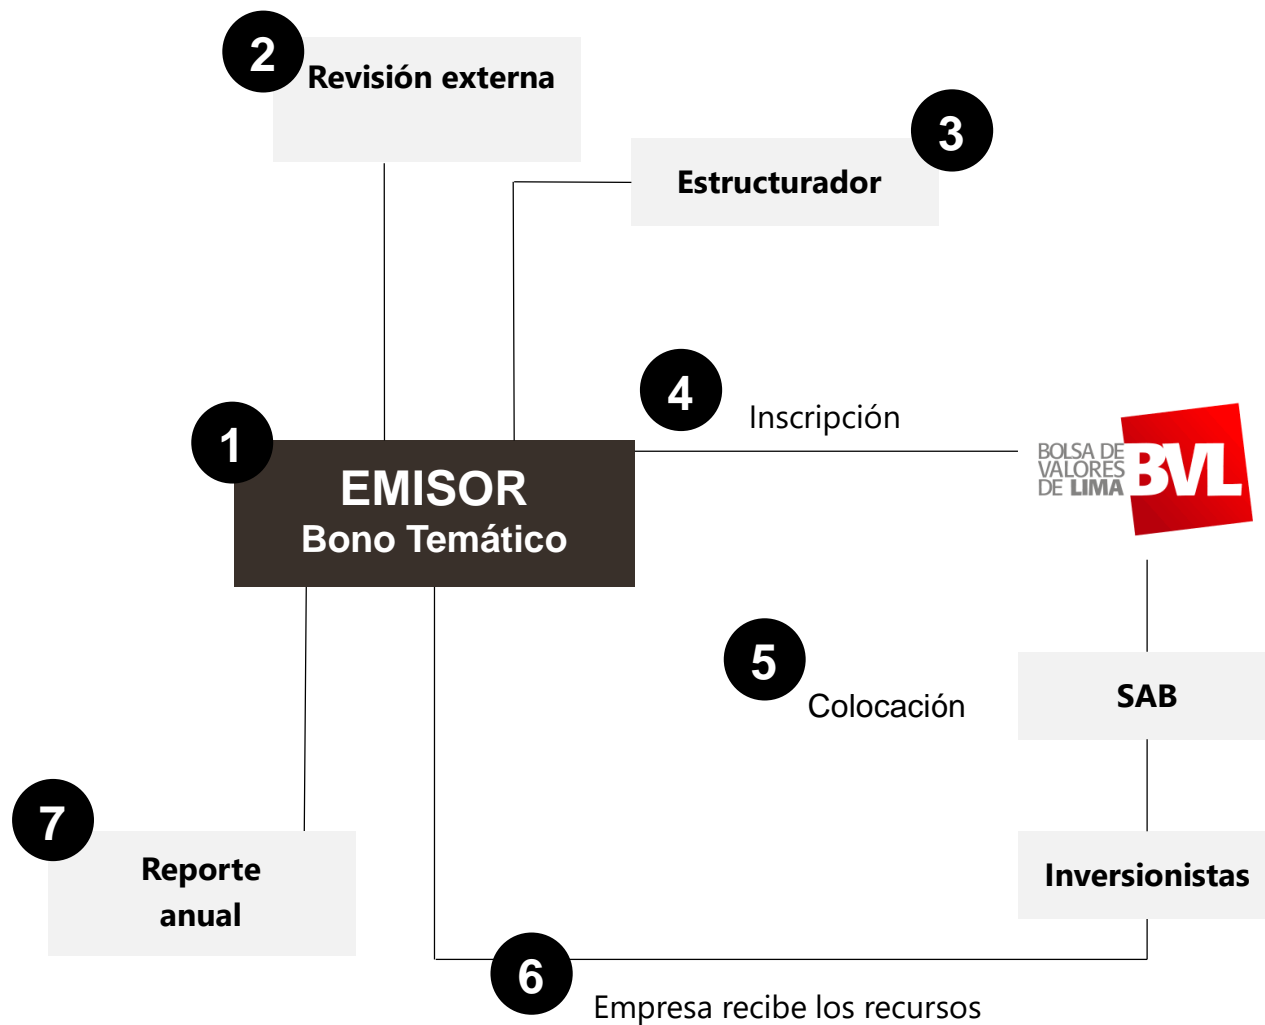 2
Revisión externa
3
Estructurador
4
Inscripción
1
EMISOR
Bono Temático
BOLSA DE
VALORES
DE LIMA
BVL
5
Colocación
SAB
7
Reporte
anual
Inversionistas
6
Empresa recibe los recursos